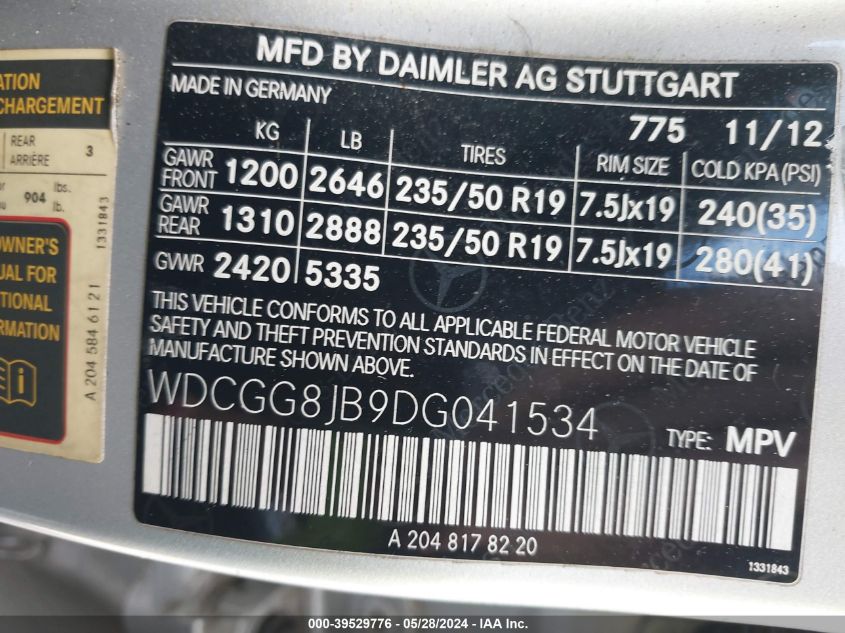 ATION
CHARGEMENT
REAR
ARRIÈRE 3
904 lbs.
lb.
1331843
OWNER'S
FOR
MATION
A 204 584 61 21
MFD BY DAIMLER AG STUTTGART
MADE IN GERMANY
775 11/12
KG LB TIRES RIM SIZE COLD KPA (PSI)
GAWR FRONT 1200 2646 235/50 R19 7.5Jx19 240(35)
GAWR REAR 1310 2888 235/50 R19 7.5Jx19 280(41)
GVWR 2420 5335
THIS VEHICLE CONFORMS TO ALL APPLICABLE FEDERAL MOTOR VEHICLE
SAFETY AND THEFT PREVENTION STANDARDS IN EFFECT ON THE DATE OF
MANUFACTURE SHOWN ABOVE.
WDCGG8JB9DG041534
TYPE: MPV
A 204 817 82 20
1331843
000-39529776 - 05/28/2024 - IAA Inc.